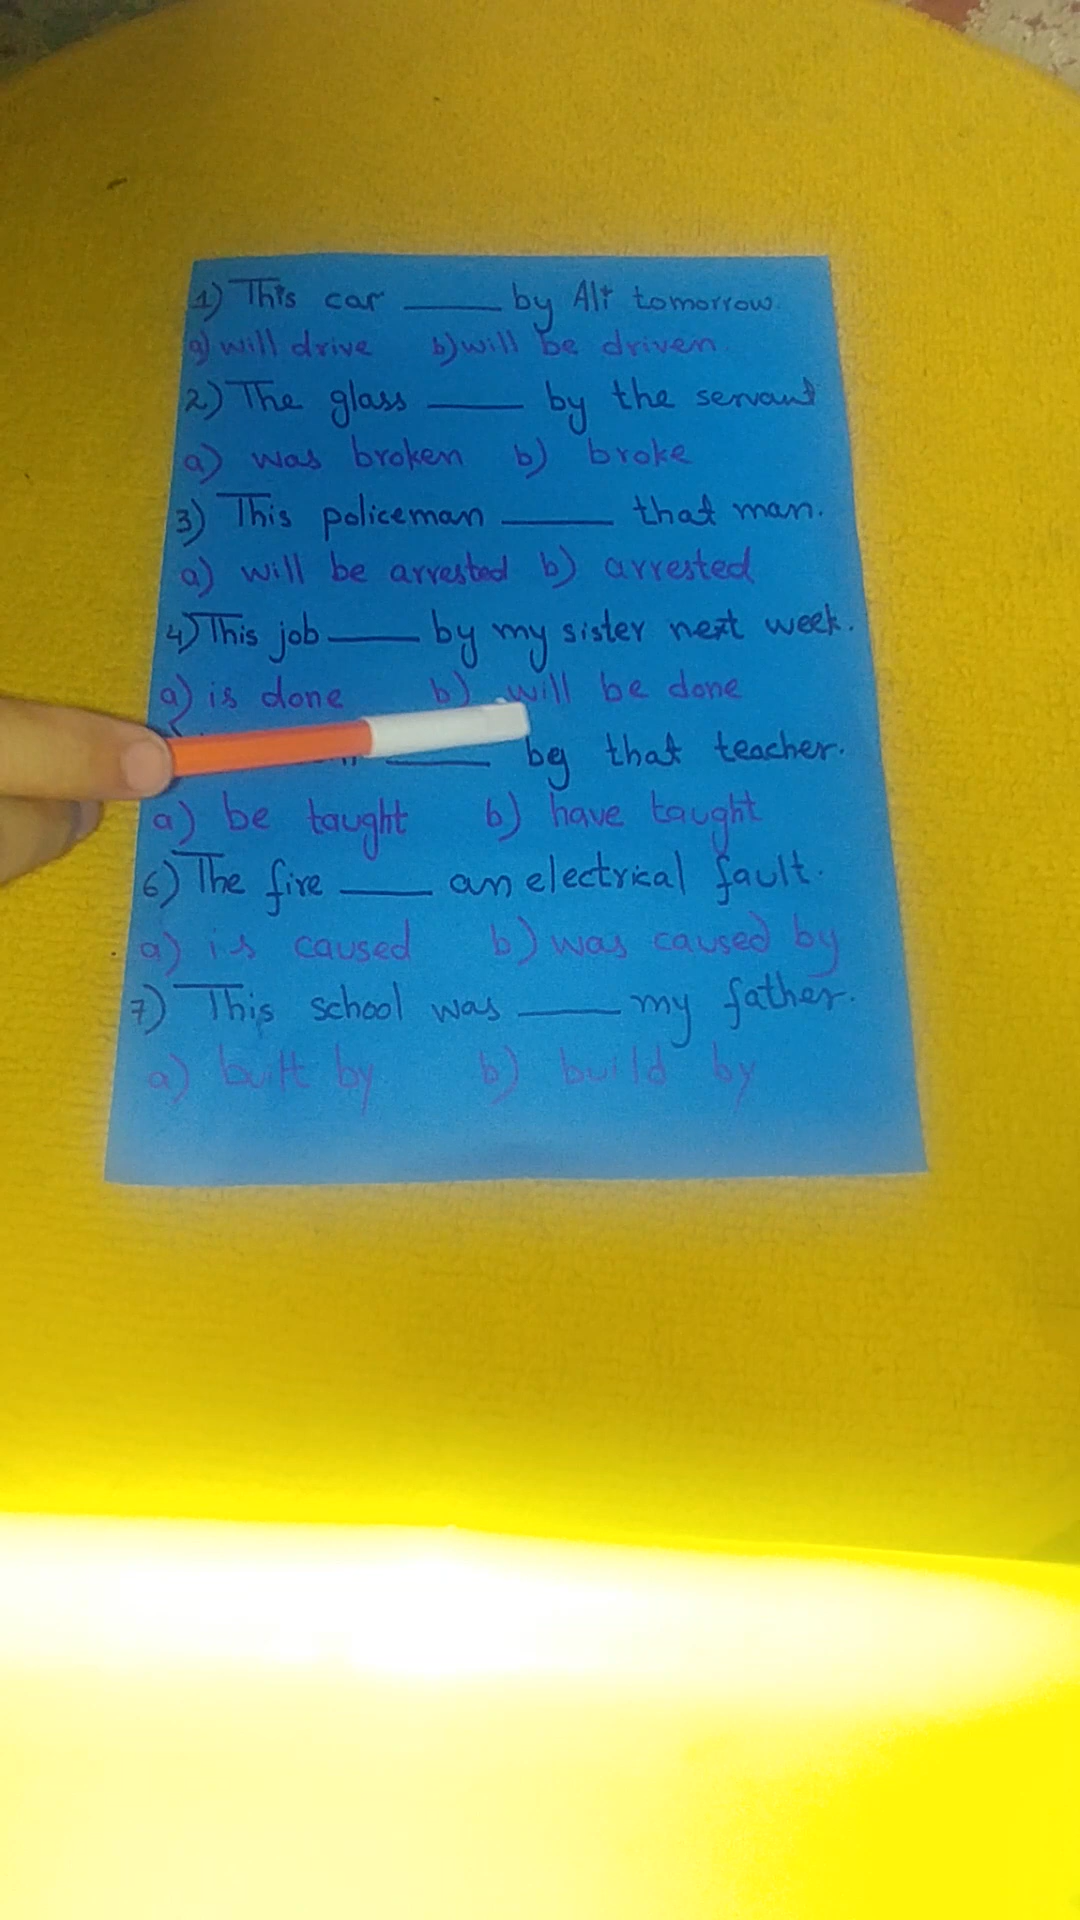 1) This car ____ by Ali tomorrow.
a) will drive b) will be driven
2) The glass ____ by the servant
a) was broken b) broke
3) This policeman ____ that man.
a) will be arrested b) arrested
4) This job ____ by my sister next week.
a) is done b) will be done
____ by that teacher.
a) be taught b) have taught
6) The fire ____ an electrical fault.
a) is caused b) was caused by
7) This school was ____ my father.
a) built by b) build by